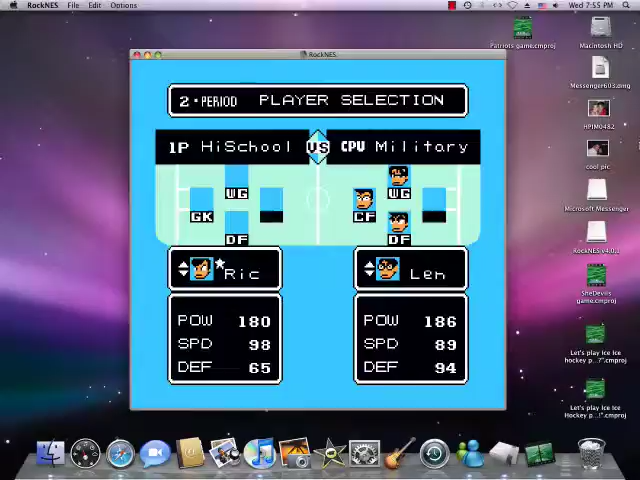 RockNES File Edit Options Wed 7:55 PM
Patriots game.cmproj
Macintosh HD
RockNES
Messenger603.dmg
2・PERIOD PLAYER SELECTION
HPIM0482
1P HiSchool VS CPU Military
cool pic
WG WG
GK CF
DF DF
Microsoft Messenger
RockNES v4.0.1
Ric Len
SheDevils game.cmproj
POW 180 POW 186
SPD 98 SPD 89
DEF 65 DEF 94
Let's play Ice Ice
hockey p...?".cmproj
Let's play Ice
Hockey p...".cmproj